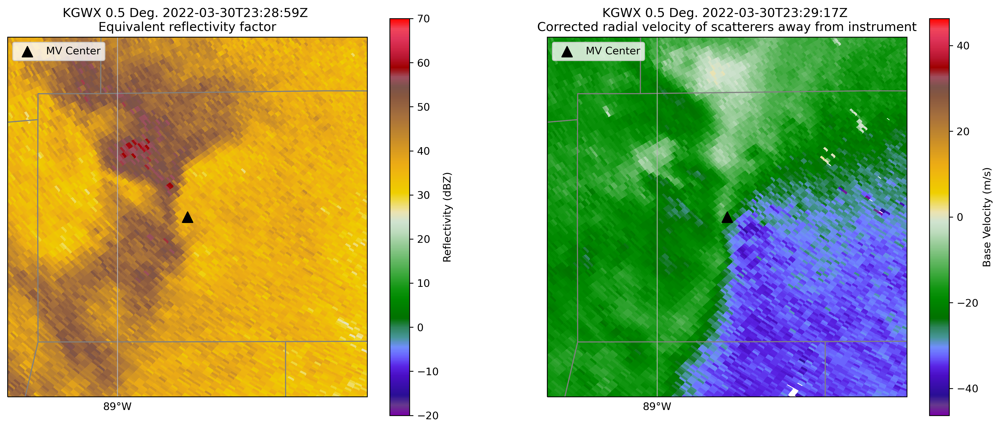 KGWX 0.5 Deg. 2022-03-30T23:28:59Z
Equivalent reflectivity factor
MV Center
89°W
70
60
50
40
30
20
10
0
−10
−20
Reflectivity (dBZ)
KGWX 0.5 Deg. 2022-03-30T23:29:17Z
Corrected radial velocity of scatterers away from instrument
MV Center
89°W
40
20
0
−20
−40
Base Velocity (m/s)